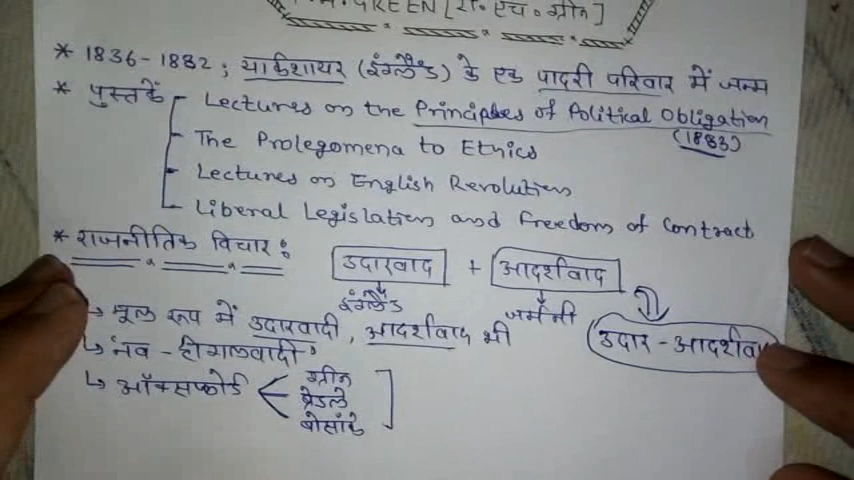 GREEN [टी॰ एच॰ ग्रीन]
* 1836-1882 ; यार्कशायर (इंग्लैंड) के एक पादरी परिवार में जन्म
* पुस्तकें Lectures on the Principles of Political Obligation
(1883)
The Prolegomena to Ethics
Lectures on English Revolution
Liberal Legislation and Freedom of Contract
* राजनीतिक विचार : उदारवाद + आदर्शवाद
इंग्लैंड जर्मनी
→ मूल रूप में उदारवादी, आदर्शवाद भी उदार-आदर्शवाद
→ 'नव-हीगलवादी'
→ ऑक्सफोर्ड ग्रीन
ब्रेडले
बोसांके